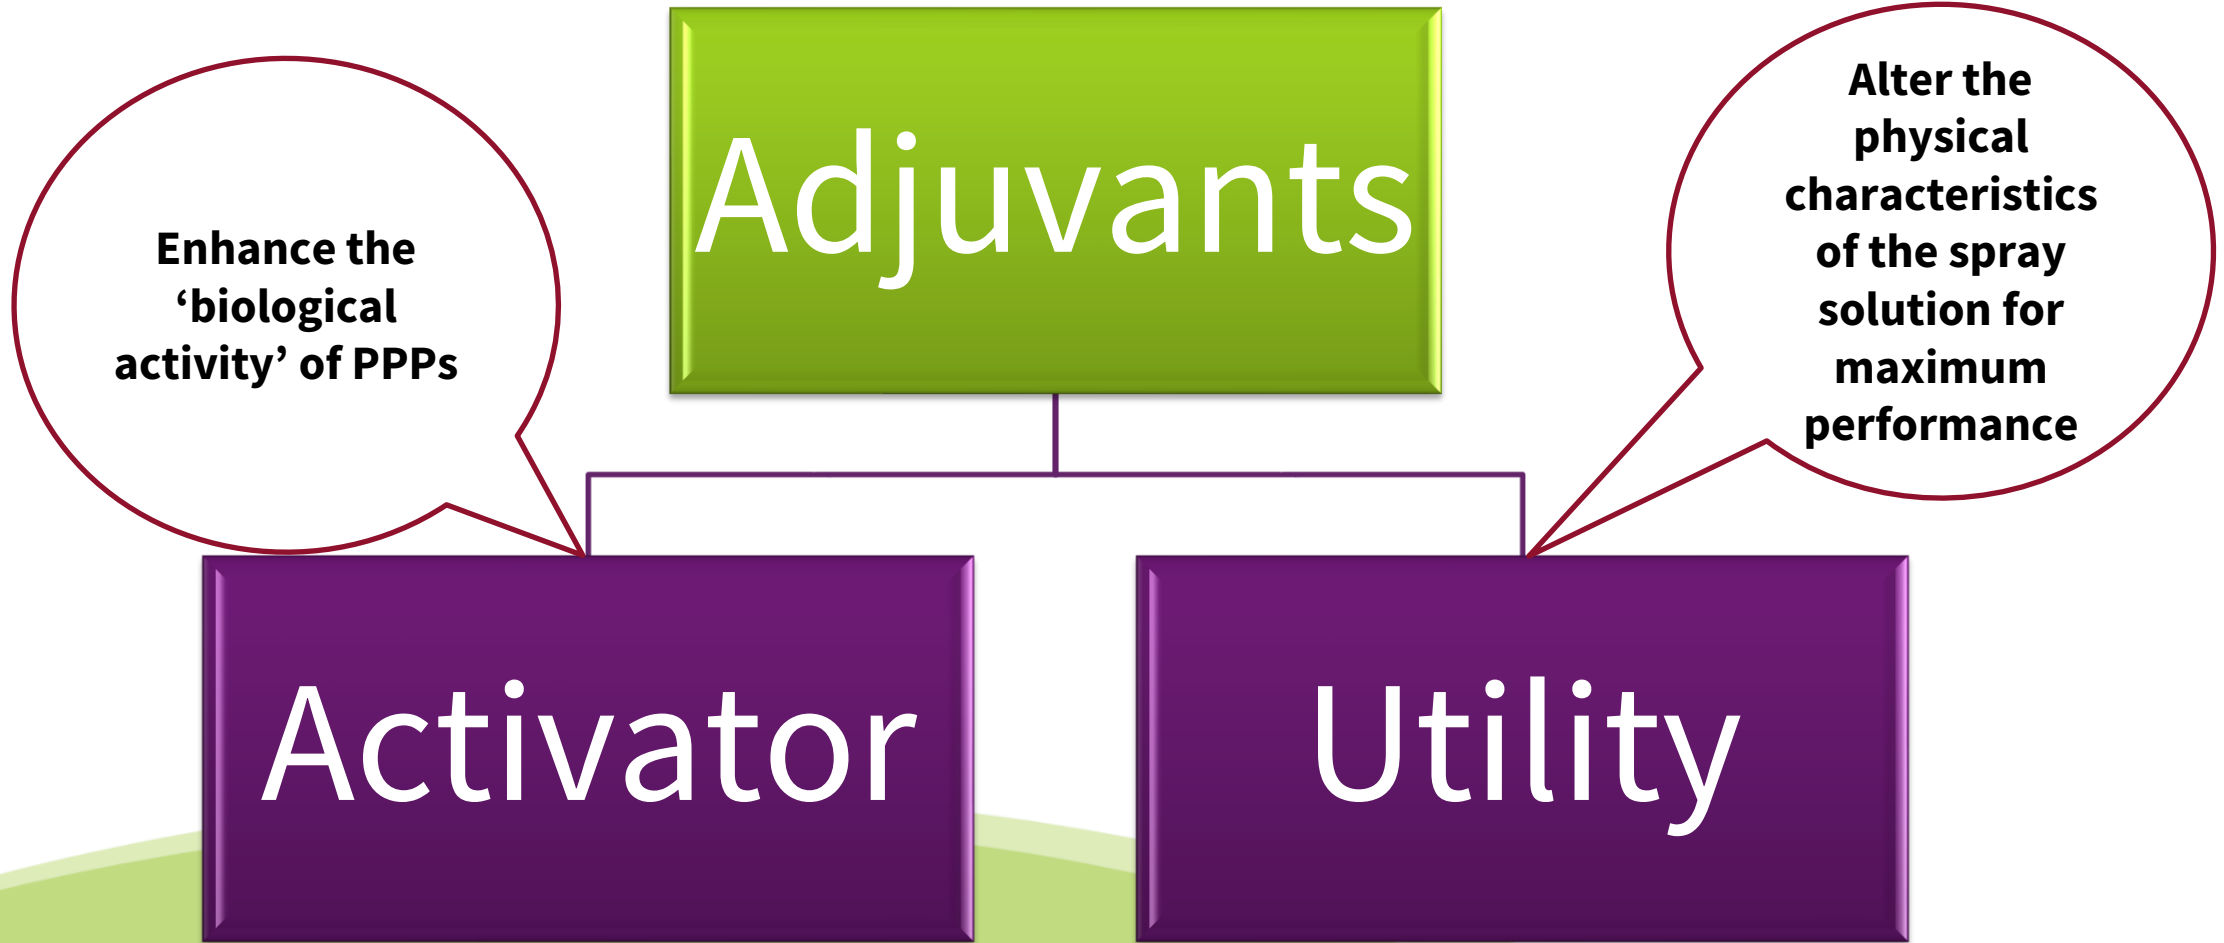 Adjuvants
Enhance the
‘biological
activity’ of PPPs
Alter the
physical
characteristics
of the spray
solution for
maximum
performance
Activator
Utility